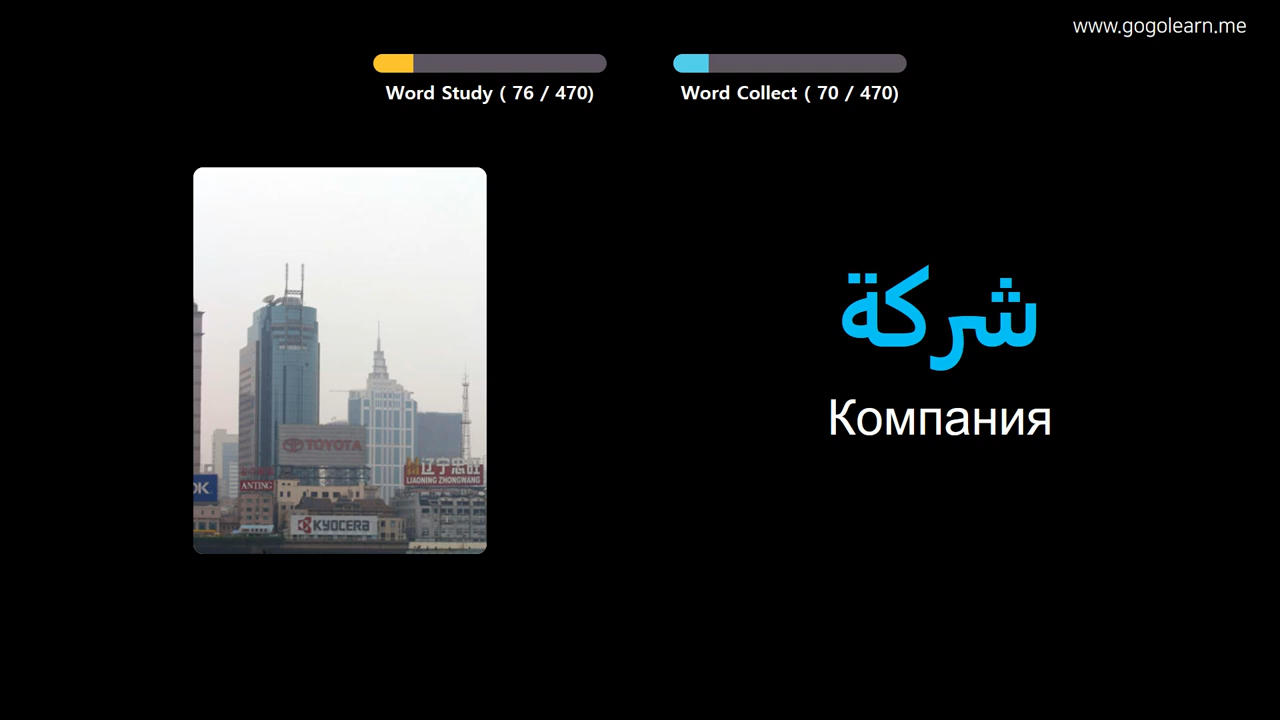 www.gogolearn.me
Word Study ( 76 / 470)
Word Collect ( 70 / 470)
شركة
Компания
TOYOTA
辽宁忠旺
LIAONING ZHONGWANG
OK
ANTING
KYOCERA